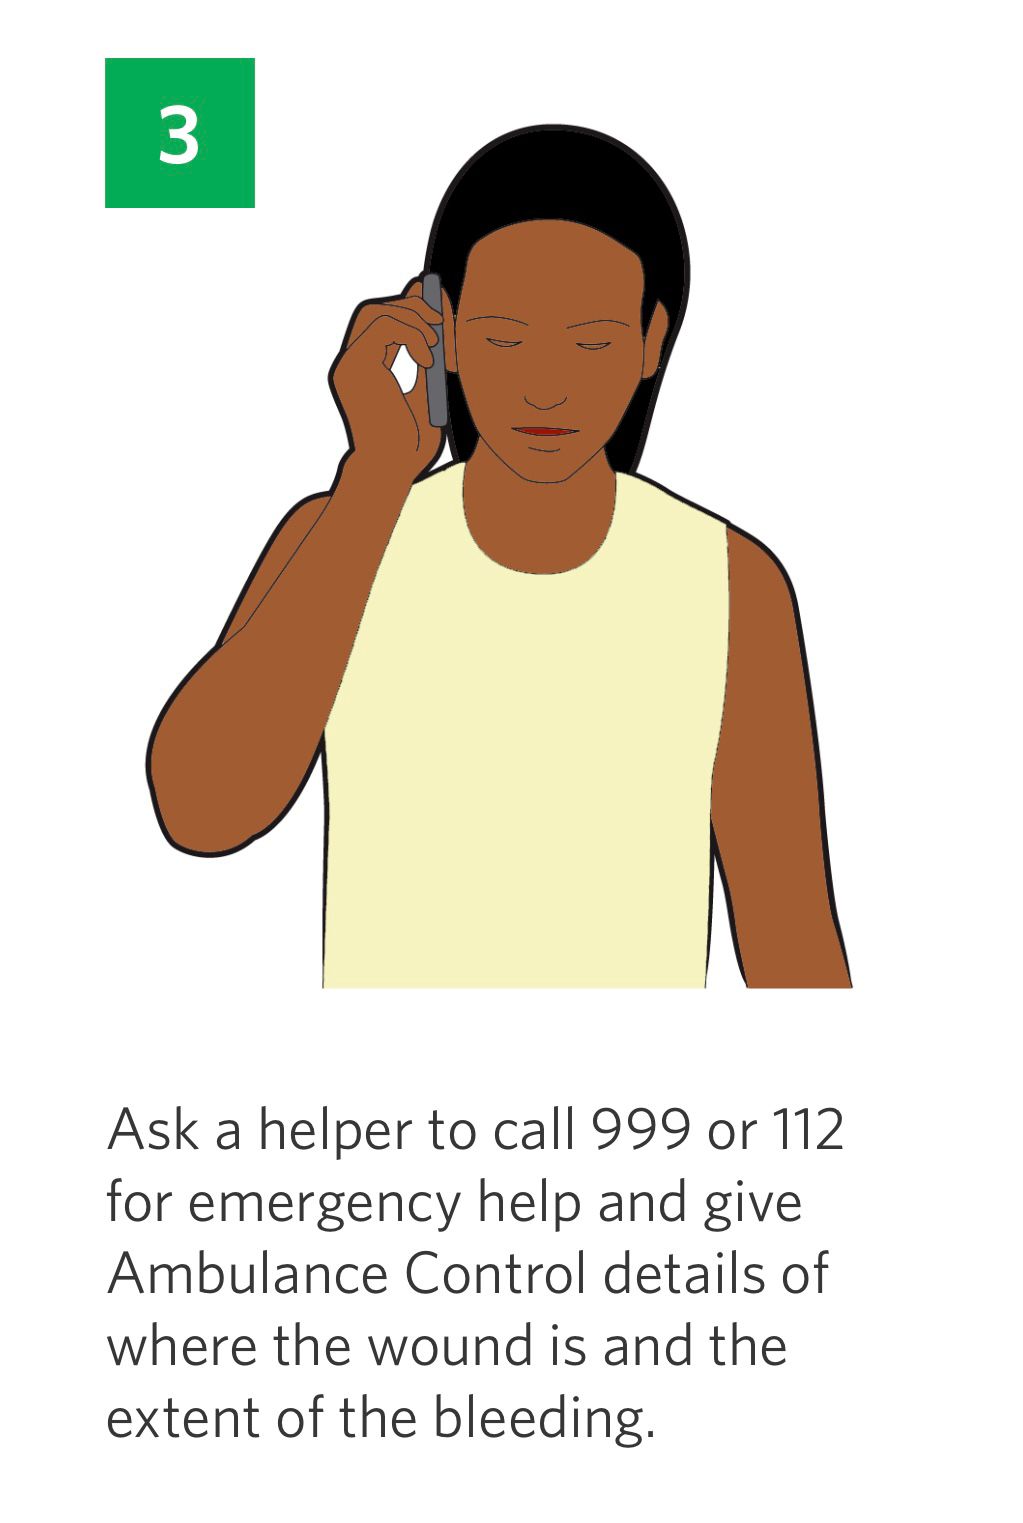 3
Ask a helper to call 999 or 112
for emergency help and give
Ambulance Control details of
where the wound is and the
extent of the bleeding.